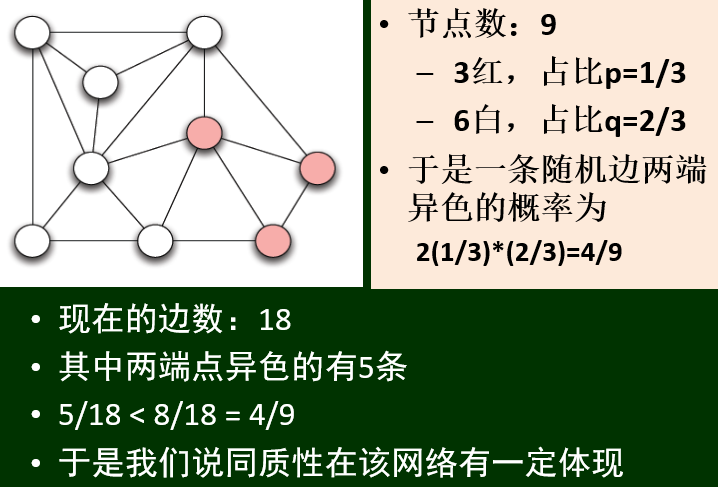 • 节点数：9
– 3红，占比p=1/3
– 6白，占比q=2/3
• 于是一条随机边两端
异色的概率为
2(1/3)*(2/3)=4/9
• 现在的边数：18
• 其中两端点异色的有5条
• 5/18 < 8/18 = 4/9
• 于是我们说同质性在该网络有一定体现